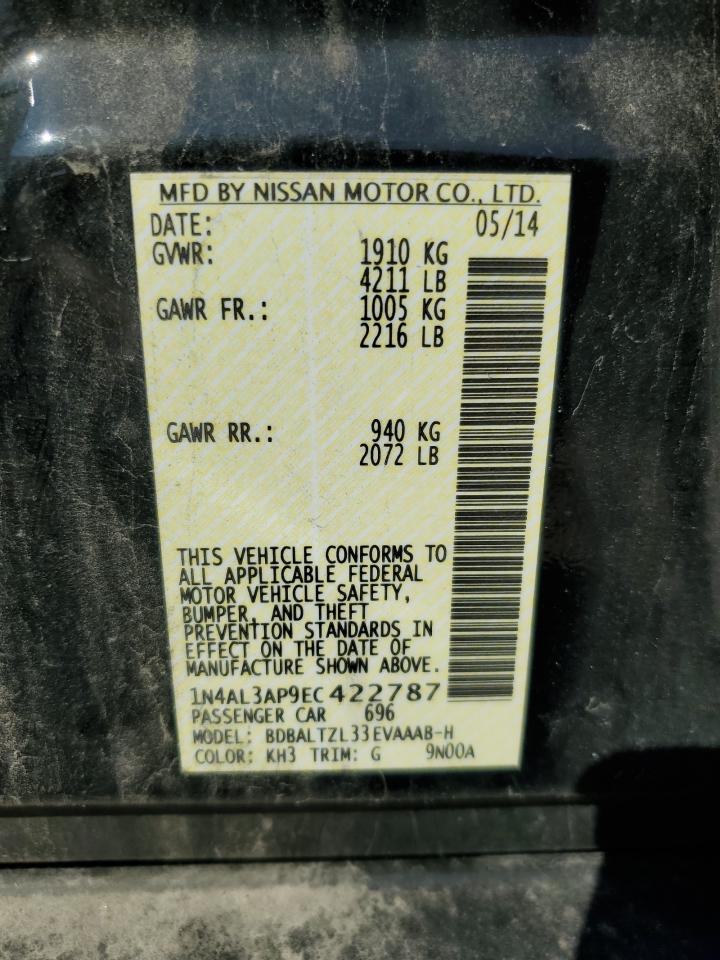 MFD BY NISSAN MOTOR CO., LTD.
DATE: 05/14
GVWR: 1910 KG
4211 LB
GAWR FR.: 1005 KG
2216 LB
GAWR RR.: 940 KG
2072 LB
THIS VEHICLE CONFORMS TO
ALL APPLICABLE FEDERAL
MOTOR VEHICLE SAFETY,
BUMPER, AND THEFT
PREVENTION STANDARDS IN
EFFECT ON THE DATE OF
MANUFACTURE SHOWN ABOVE.
1N4AL3AP9EC422787
PASSENGER CAR 696
MODEL: BDBALTZL33EVAAAB-H
COLOR: KH3 TRIM: G 9N00A